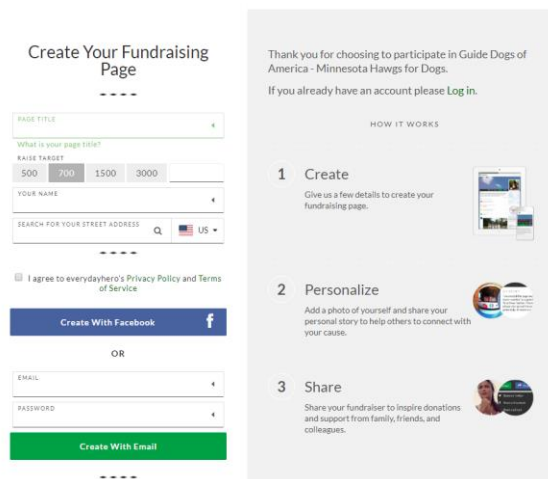 Create Your Fundraising
Page
PAGE TITLE
What is your page title?
RAISE TARGET
500 700 1500 3000
YOUR NAME
SEARCH FOR YOUR STREET ADDRESS
US
I agree to everydayhero's Privacy Policy and Terms
of Service
Create With Facebook f
OR
EMAIL
PASSWORD
Create With Email
Thank you for choosing to participate in Guide Dogs of
America - Minnesota Hawgs for Dogs.
If you already have an account please Log in.
HOW IT WORKS
1 Create
Give us a few details to create your
fundraising page.
2 Personalize
Add a photo of yourself and share your
personal story to help others to connect with
your cause.
3 Share
Share your fundraiser to inspire donations
and support from family, friends, and
colleagues.